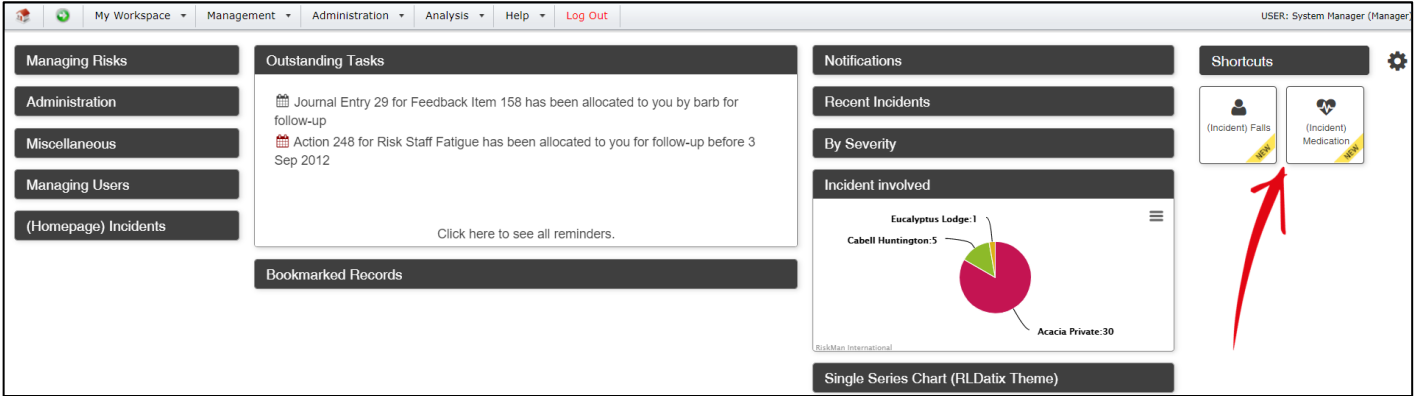 My Workspace
Management
Administration
Analysis
Help
Log Out
USER: System Manager (Manager)
Managing Risks
Administration
Miscellaneous
Managing Users
(Homepage) Incidents
Outstanding Tasks
Journal Entry 29 for Feedback Item 158 has been allocated to you by barb for
follow-up
Action 248 for Risk Staff Fatigue has been allocated to you for follow-up before 3
Sep 2012
Click here to see all reminders.
Bookmarked Records
Notifications
Recent Incidents
By Severity
Incident involved
Eucalyptus Lodge:1
Cabell Huntington:5
Acacia Private:30
RiskMan International
Single Series Chart (RLDatix Theme)
Shortcuts
(Incident) Falls
NEW
(Incident)
Medication
NEW